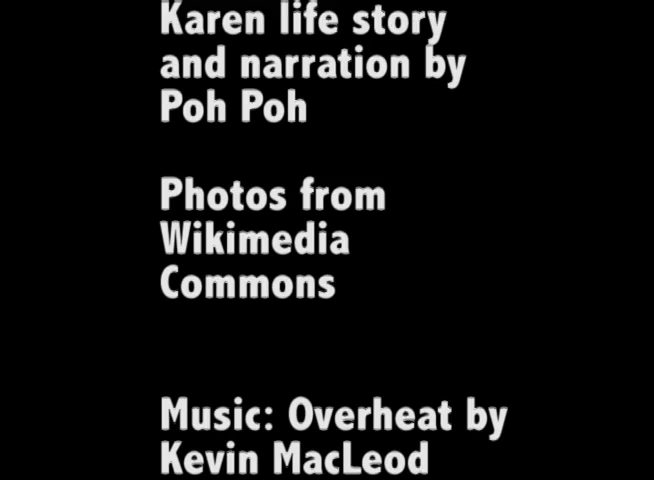 Karen life story
and narration by
Poh Poh
Photos from
Wikimedia
Commons
Music: Overheat by
Kevin MacLeod